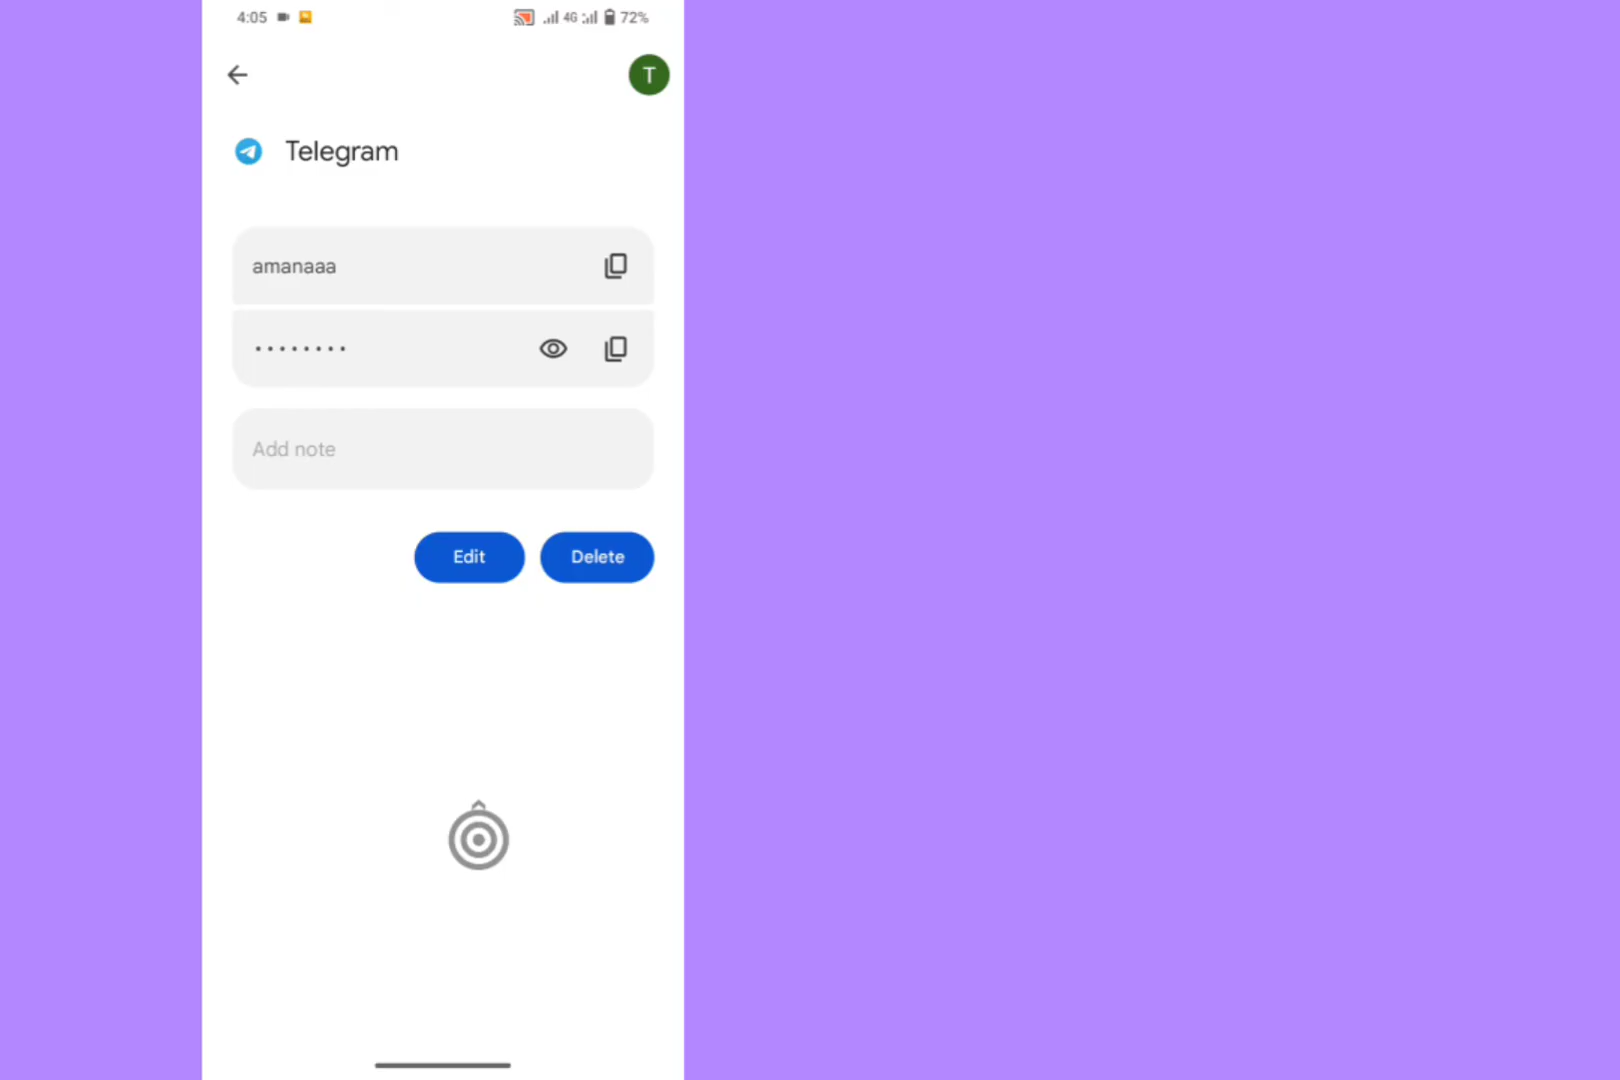 4:05 4G 72%
T
Telegram
amanaaa
••••••••
Add note
Edit Delete